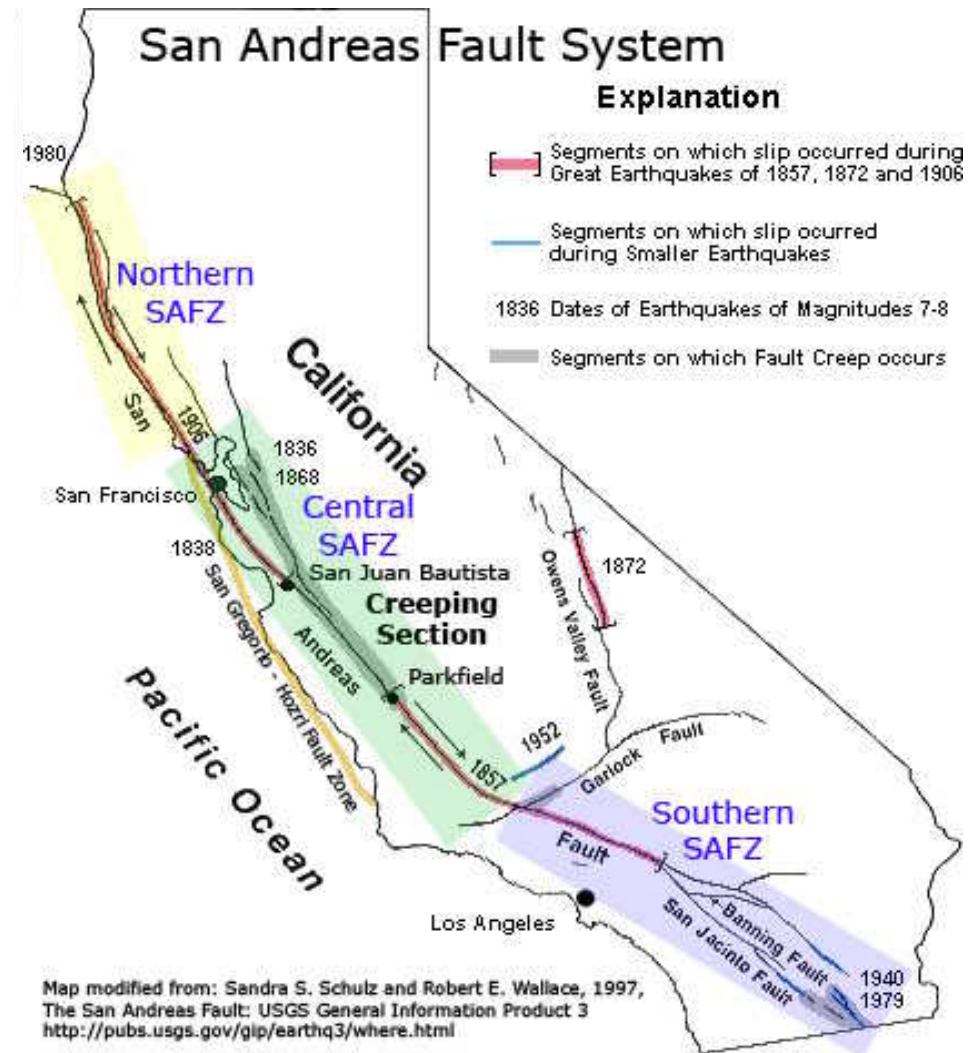 San Andreas Fault System
Explanation
Segments on which slip occurred during
Great Earthquakes of 1857, 1872 and 1906
Segments on which slip ocurred
during Smaller Earthquakes
1836 Dates of Earthquakes of Magnitudes 7-8
Segments on which Fault Creep occurs
1980
Northern
SAFZ
San
1906
California
1836
1868
San Francisco
Central
SAFZ
1838
San Juan Bautista
Creeping
Section
1872
Owens Valley Fault
San Gregorio - Hozri Fault Zone
Andreas
Parkfield
Pacific Ocean
1952
1857
Garlock Fault
Southern
SAFZ
Fault
Los Angeles
Banning Fault
San Jacinto Fault
1940
1979
Map modified from: Sandra S. Schulz and Robert E. Wallace, 1997,
The San Andreas Fault: USGS General Information Product 3
http://pubs.usgs.gov/gip/earthq3/where.html